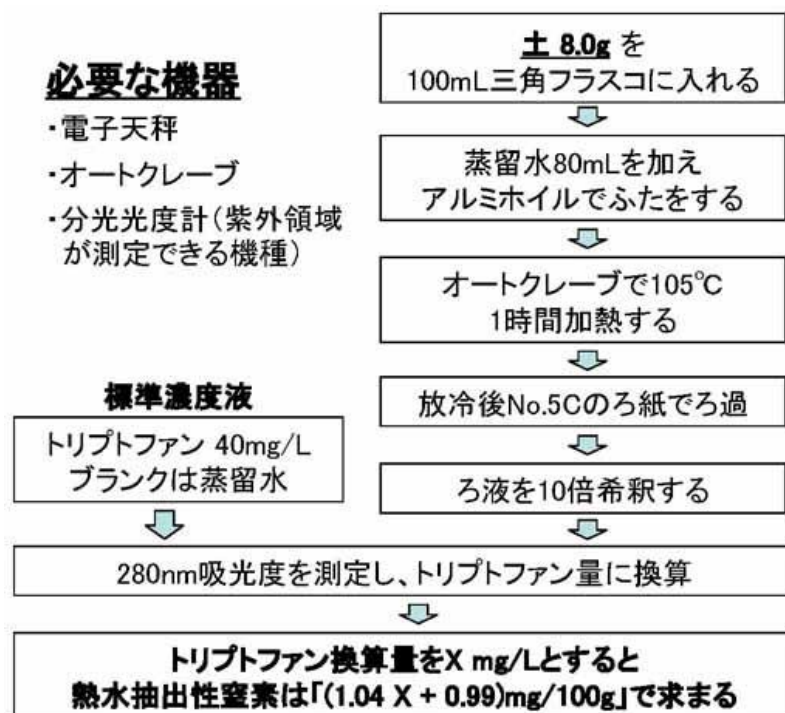 必要な機器
・電子天秤
・オートクレーブ
・分光光度計(紫外領域
が測定できる機種)
土 8.0g を
100mL三角フラスコに入れる
蒸留水80mLを加え
アルミホイルでふたをする
オートクレーブで105℃
1時間加熱する
放冷後No.5Cのろ紙でろ過
ろ液を10倍希釈する
標準濃度液
トリプトファン 40mg/L
ブランクは蒸留水
280nm吸光度を測定し、トリプトファン量に換算
トリプトファン換算量をX mg/Lとすると
熱水抽出性窒素は「(1.04 X + 0.99)mg/100g」で求まる